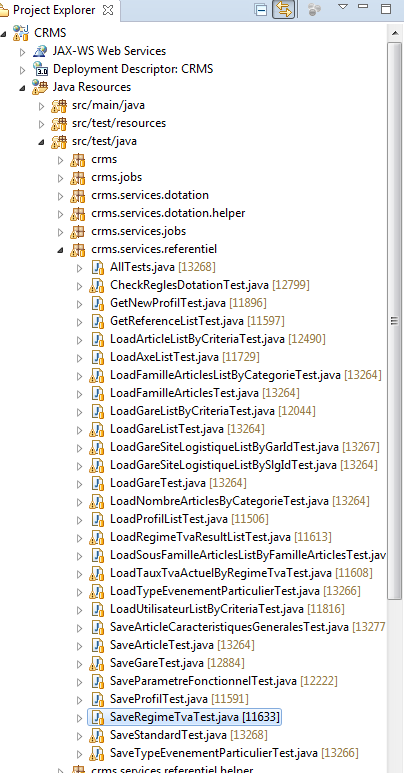 Project Explorer
CRMS
JAX-WS Web Services
Deployment Descriptor: CRMS
Java Resources
src/main/java
src/test/resources
src/test/java
crms
crms.jobs
crms.services.dotation
crms.services.dotation.helper
crms.services.jobs
crms.services.referentiel
AllTests.java [13268]
CheckReglesDotationTest.java [12799]
GetNewProfilTest.java [11896]
GetReferenceListTest.java [11597]
LoadArticleListByCriteriaTest.java [12490]
LoadAxeListTest.java [11729]
LoadFamilleArticlesListByCategorieTest.java [13264]
LoadFamilleArticlesTest.java [13264]
LoadGareListByCriteriaTest.java [12044]
LoadGareListTest.java [13264]
LoadGareSiteLogistiqueListByGarIdTest.java [13267]
LoadGareSiteLogistiqueListBySlgIdTest.java [13264]
LoadGareTest.java [13264]
LoadNombreArticlesByCategorieTest.java [13264]
LoadProfilListTest.java [11506]
LoadRegimeTvaResultListTest.java [11613]
LoadSousFamilleArticlesListByFamilleArticlesTest.jav
LoadTauxTvaActuelByRegimeTvaTest.java [11608]
LoadTypeEvenementParticulierTest.java [13266]
LoadUtilisateurListByCriteriaTest.java [11816]
SaveArticleCaracteristiquesGeneralesTest.java [13277
SaveArticleTest.java [13264]
SaveGareTest.java [12884]
SaveParametreFonctionnelTest.java [12222]
SaveProfilTest.java [11591]
SaveRegimeTvaTest.java [11633]
SaveStandardTest.java [13268]
SaveTypeEvenementParticulierTest.java [13266]
crms.services.referentiel.helper